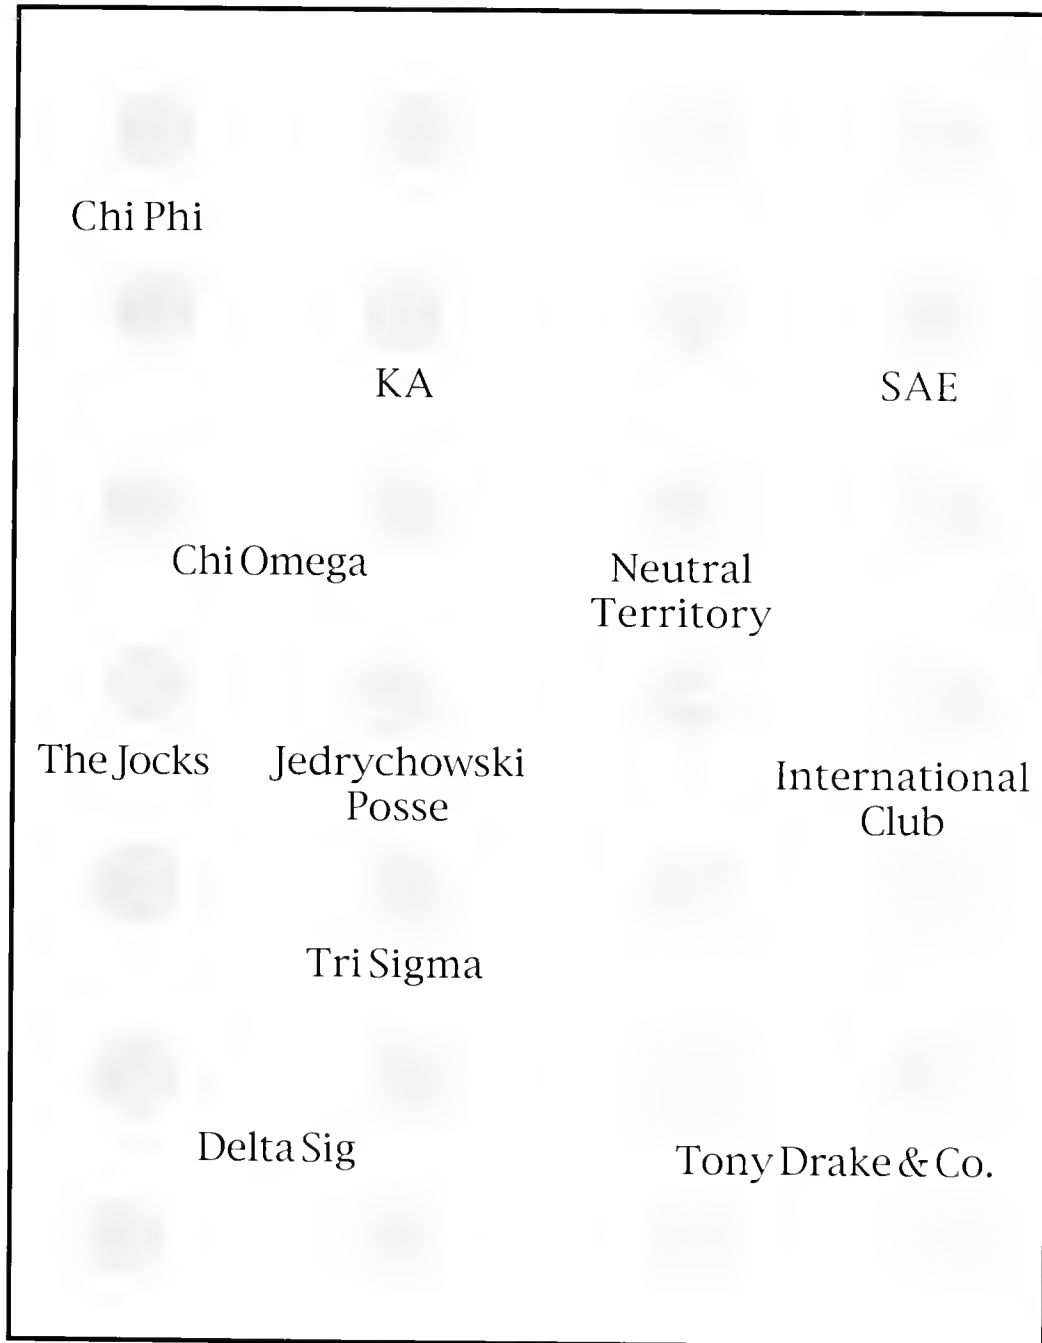 Chi Phi
KA
SAE
Chi Omega
Neutral
Territory
The Jocks
Jedrychowski
Posse
International
Club
Tri Sigma
Delta Sig
Tony Drake & Co.